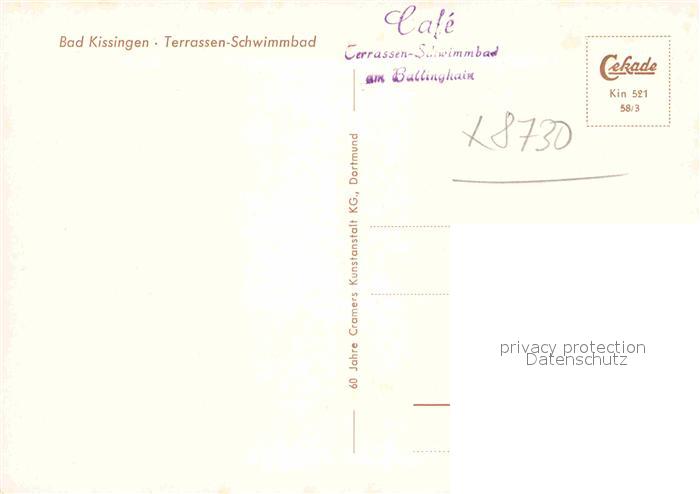 Bad Kissingen · Terrassen-Schwimmbad
Café
Terrassen-Schwimmbad
am Ballinghain
Cekade
Kin 521
58/3
x8730
60 Jahre Cramers Kunstanstalt KG., Dortmund
privacy protection
Datenschutz